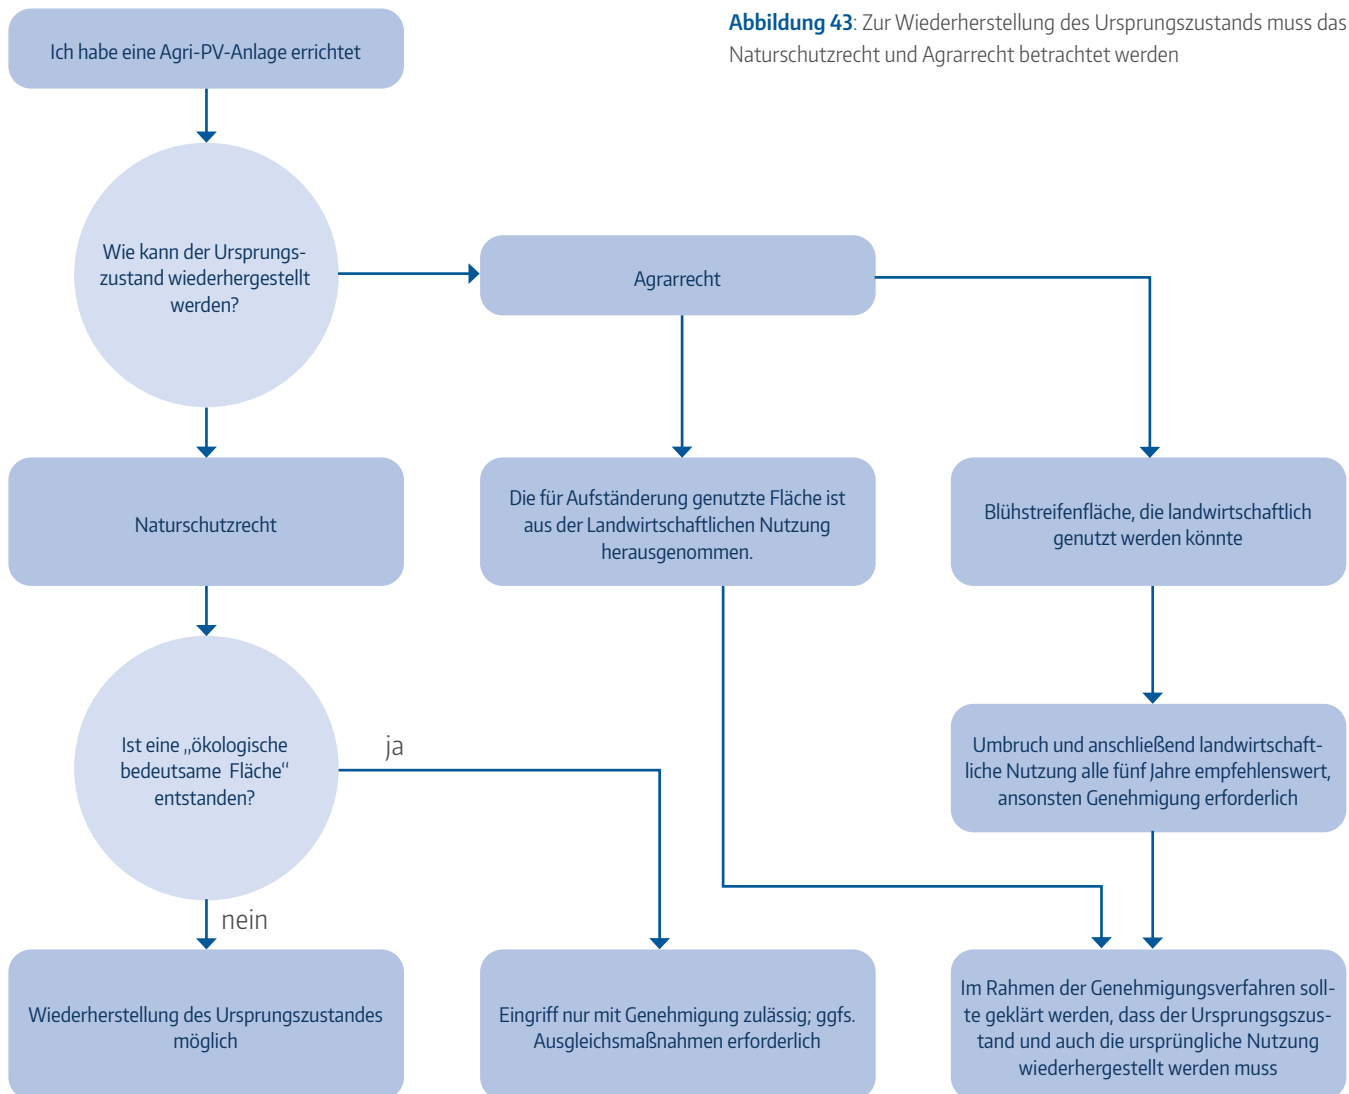 Abbildung 43: Zur Wiederherstellung des Ursprungszustands muss das
Naturschutzrecht und Agrarrecht betrachtet werden
Ich habe eine Agri-PV-Anlage errichtet
Wie kann der Ursprungs-
zustand wiederhergestellt
werden?
Agrarrecht
Naturschutzrecht
Die für Aufständerung genutzte Fläche ist
aus der Landwirtschaftlichen Nutzung
herausgenommen.
Blühstreifenfläche, die landwirtschaftlich
genutzt werden könnte
Ist eine „ökologische
bedeutsame Fläche“
entstanden?
ja
Umbruch und anschließend landwirtschaft-
liche Nutzung alle fünf Jahre empfehlenswert,
ansonsten Genehmigung erforderlich
nein
Wiederherstellung des Ursprungszustandes
möglich
Eingriff nur mit Genehmigung zulässig; ggfs.
Ausgleichsmaßnahmen erforderlich
Im Rahmen der Genehmigungsverfahren soll-
te geklärt werden, dass der Ursprungsgszus-
tand und auch die ursprüngliche Nutzung
wiederhergestellt werden muss